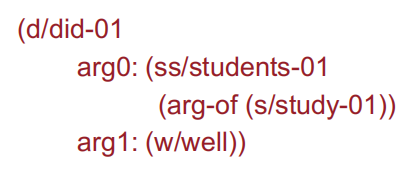 (d/did-01
arg0: (ss/students-01
(arg-of (s/study-01))
arg1: (w/well))